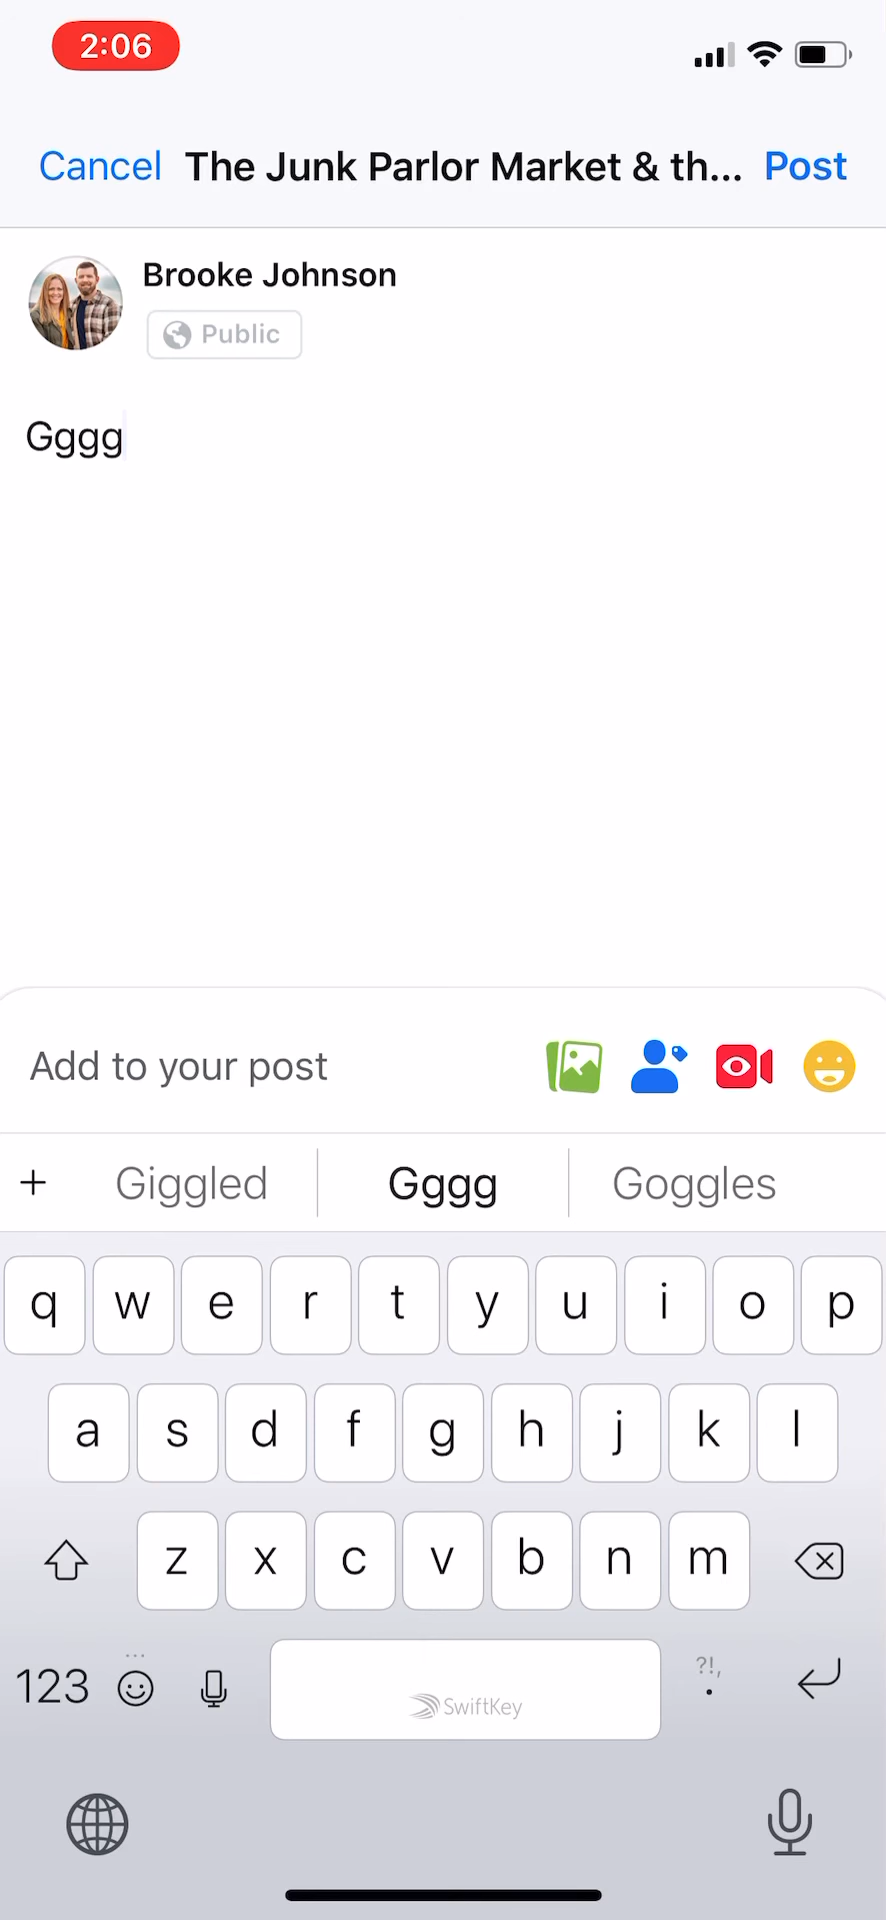 2:06
Cancel The Junk Parlor Market & th... Post
Brooke Johnson
Public
Gggg
Add to your post
+ Giggled Gggg Goggles
q w e r t y u i o p
a s d f g h j k l
z x c v b n m
123 ... SwiftKey ?!, .